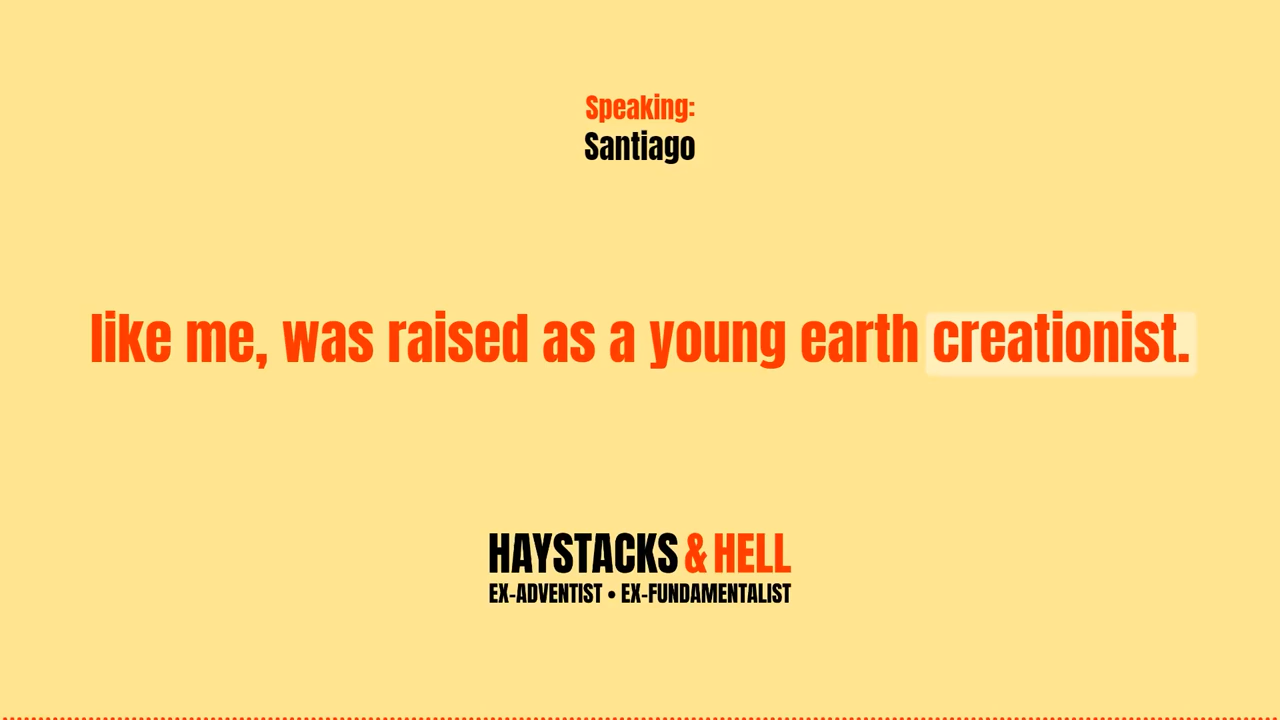 Speaking:
Santiago
like me, was raised as a young earth creationist.
HAYSTACKS & HELL
EX-ADVENTIST • EX-FUNDAMENTALIST